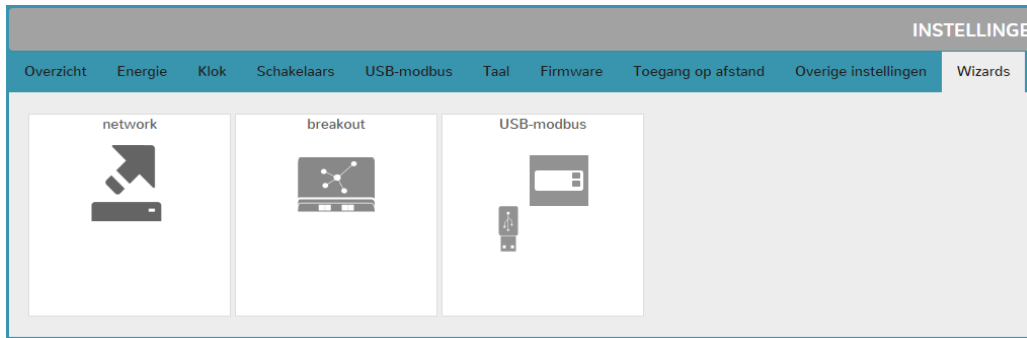 INSTELLINGE
Overzicht Energie Klok Schakelaars USB-modbus Taal Firmware Toegang op afstand Overige instellingen Wizards
network breakout USB-modbus